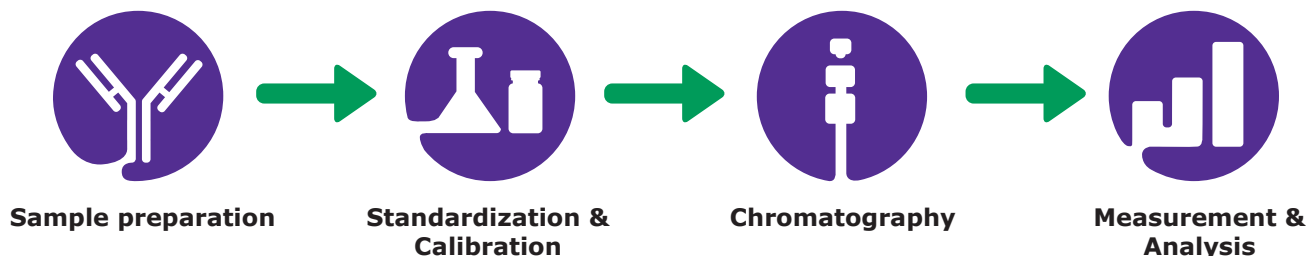 Sample preparation
Standardization &
Calibration
Chromatography
Measurement &
Analysis